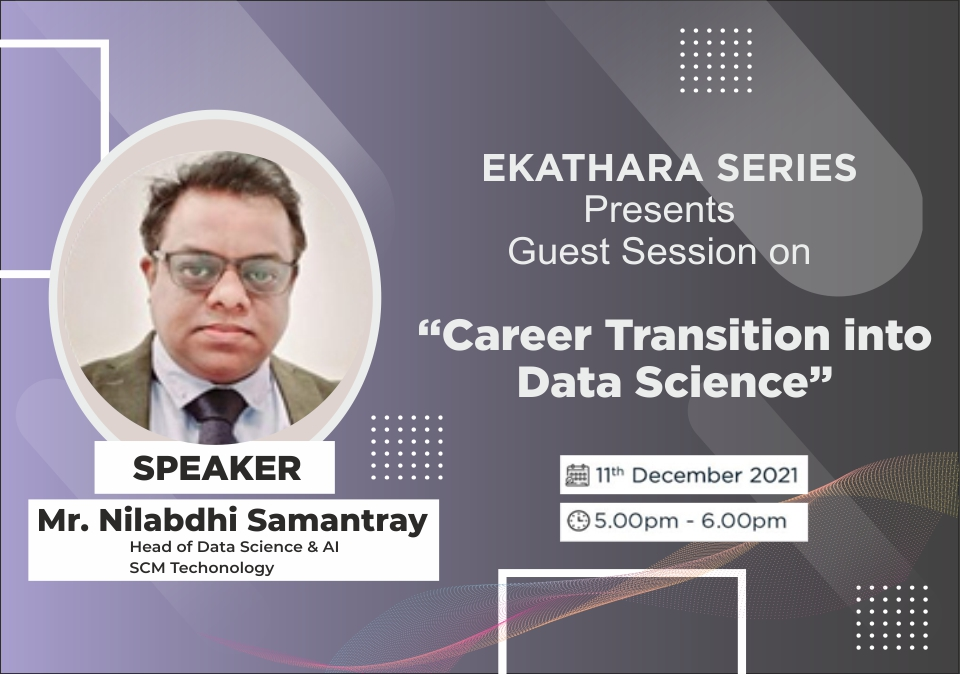 EKATHARA SERIES
Presents
Guest Session on
“Career Transition into
Data Science”
11th December 2021
5.00pm - 6.00pm
SPEAKER
Mr. Nilabdhi Samantray
Head of Data Science & AI
SCM Techonology